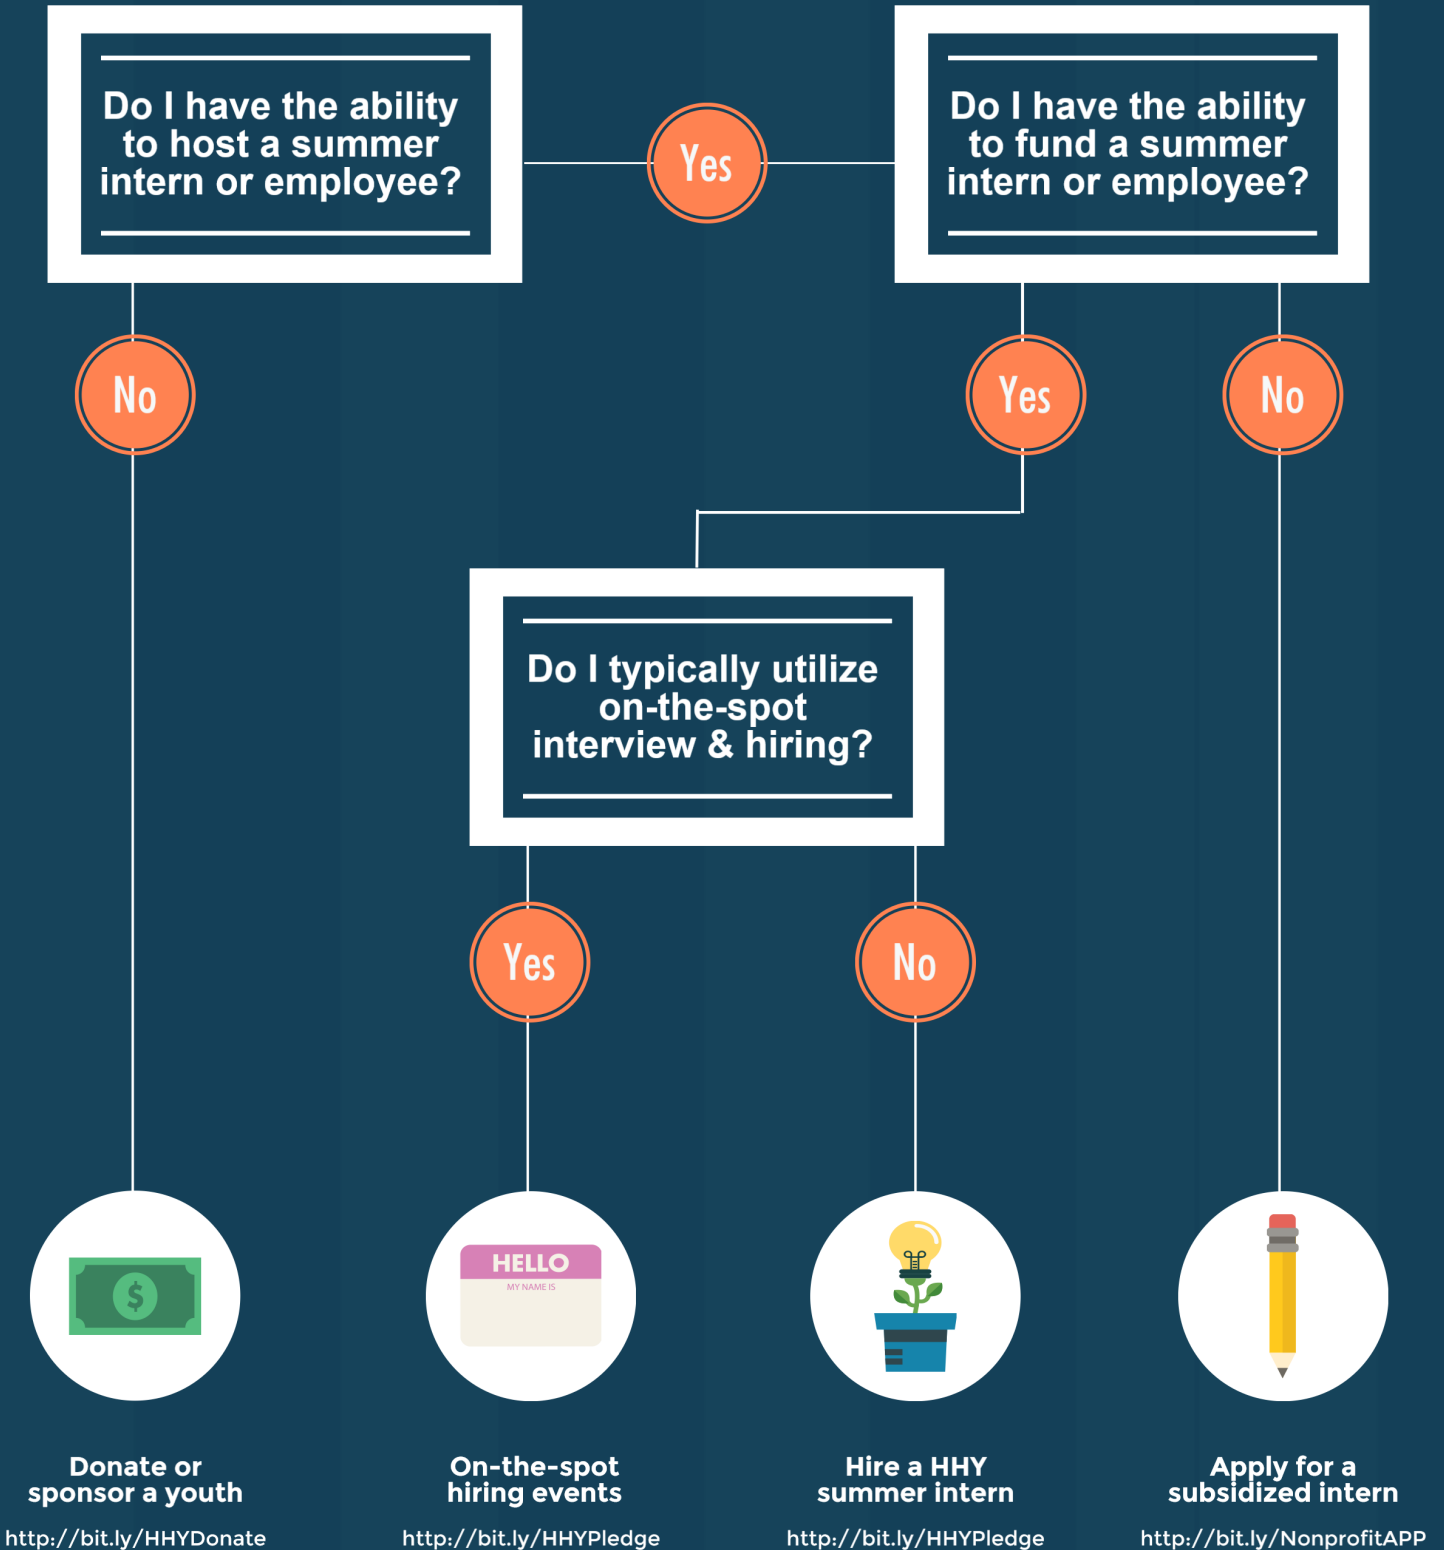 Do I have the ability
to host a summer
intern or employee?
Yes
Do I have the ability
to fund a summer
intern or employee?
No
Yes
No
Do I typically utilize
on-the-spot
interview & hiring?
Yes
No
HELLO
MY NAME IS
$
Donate or
sponsor a youth
http://bit.ly/HHYDonate
On-the-spot
hiring events
http://bit.ly/HHYPledge
Hire a HHY
summer intern
http://bit.ly/HHYPledge
Apply for a
subsidized intern
http://bit.ly/NonprofitAPP